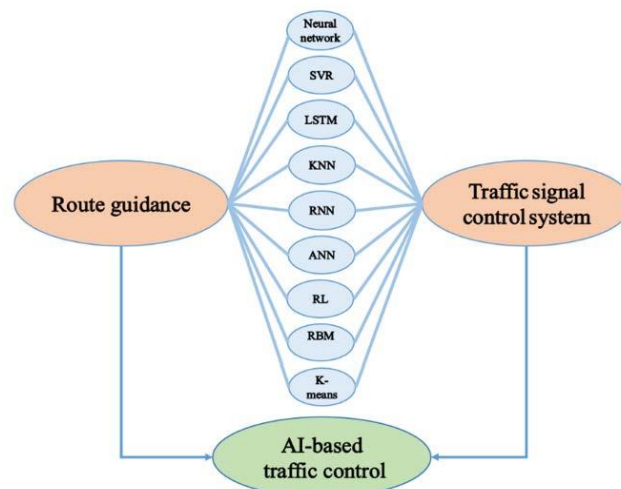 Neural
network
SVR
LSTM
KNN
Route guidance
Traffic signal
control system
RNN
ANN
RL
RBM
K-
means
AI-based
traffic control